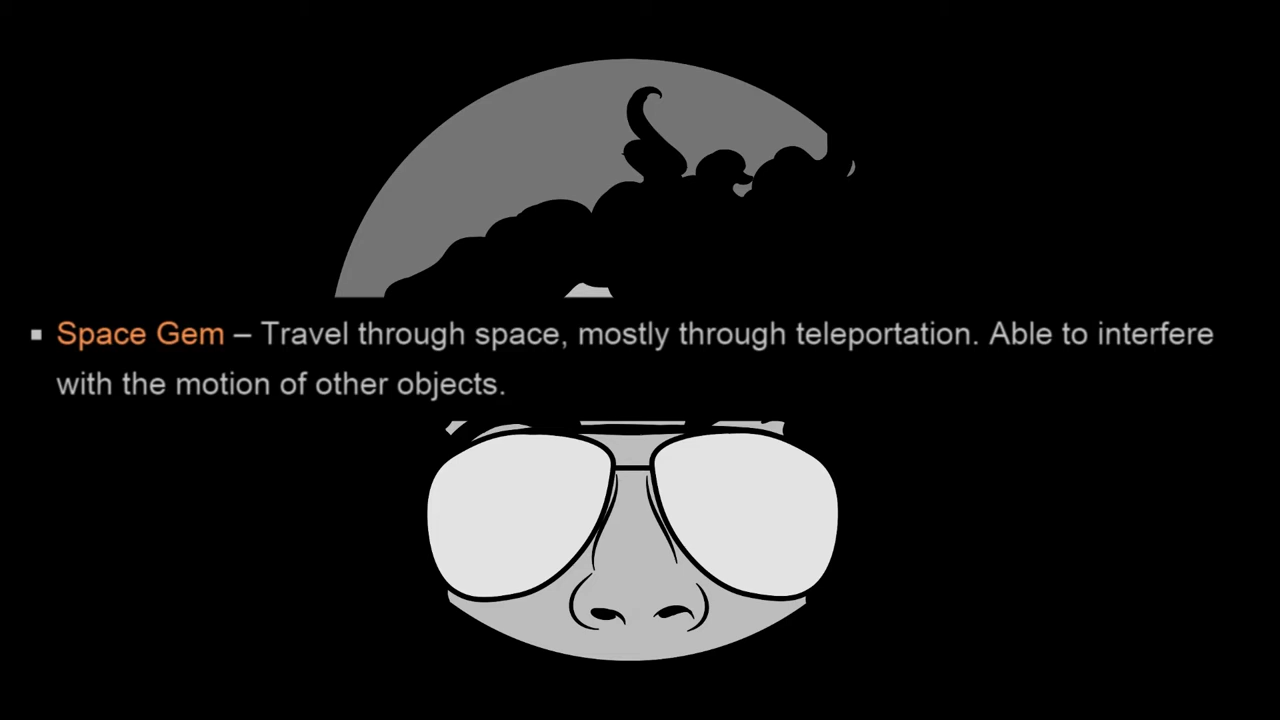 ▪ Space Gem – Travel through space, mostly through teleportation. Able to interfere
with the motion of other objects.